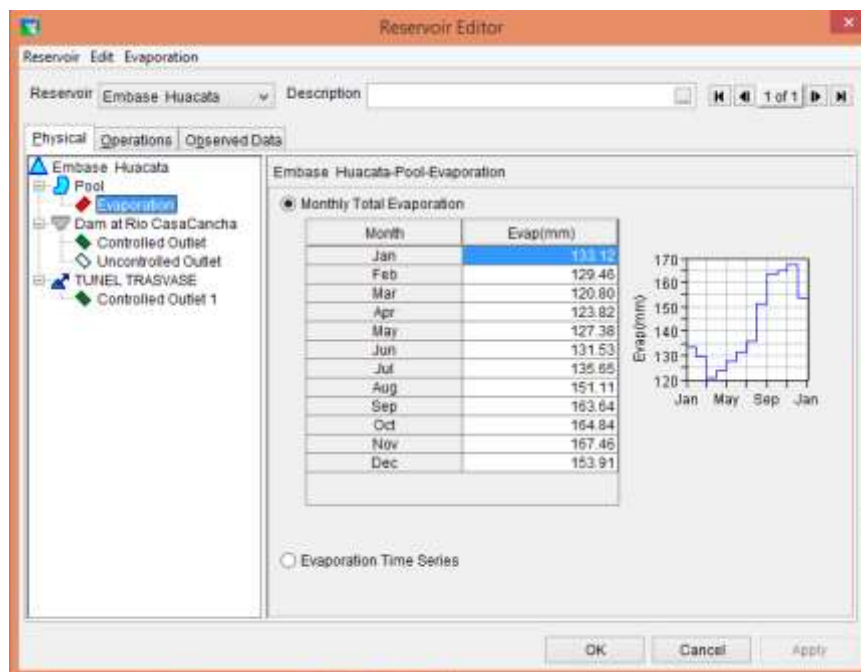 Reservoir Editor
Reservoir Edit Evaporation
Reservoir Embase Huacata Description 1 of 1
Physical Operations Observed Data
Embase Huacata
Pool
Evaporation
Dam at Rio CasaCancha
Controlled Outlet
Uncontrolled Outlet
TUNEL TRASVASE
Controlled Outlet 1
Embase Huacata-Pool-Evaporation
Monthly Total Evaporation
Month Evap(mm)
Jan 133.12
Feb 129.46
Mar 120.80
Apr 123.82
May 127.38
Jun 131.53
Jul 135.65
Aug 151.11
Sep 163.64
Oct 164.84
Nov 167.46
Dec 153.91
Evap(mm)
170
160
150
140
130
120
Jan May Sep Jan
Evaporation Time Series
OK Cancel Apply